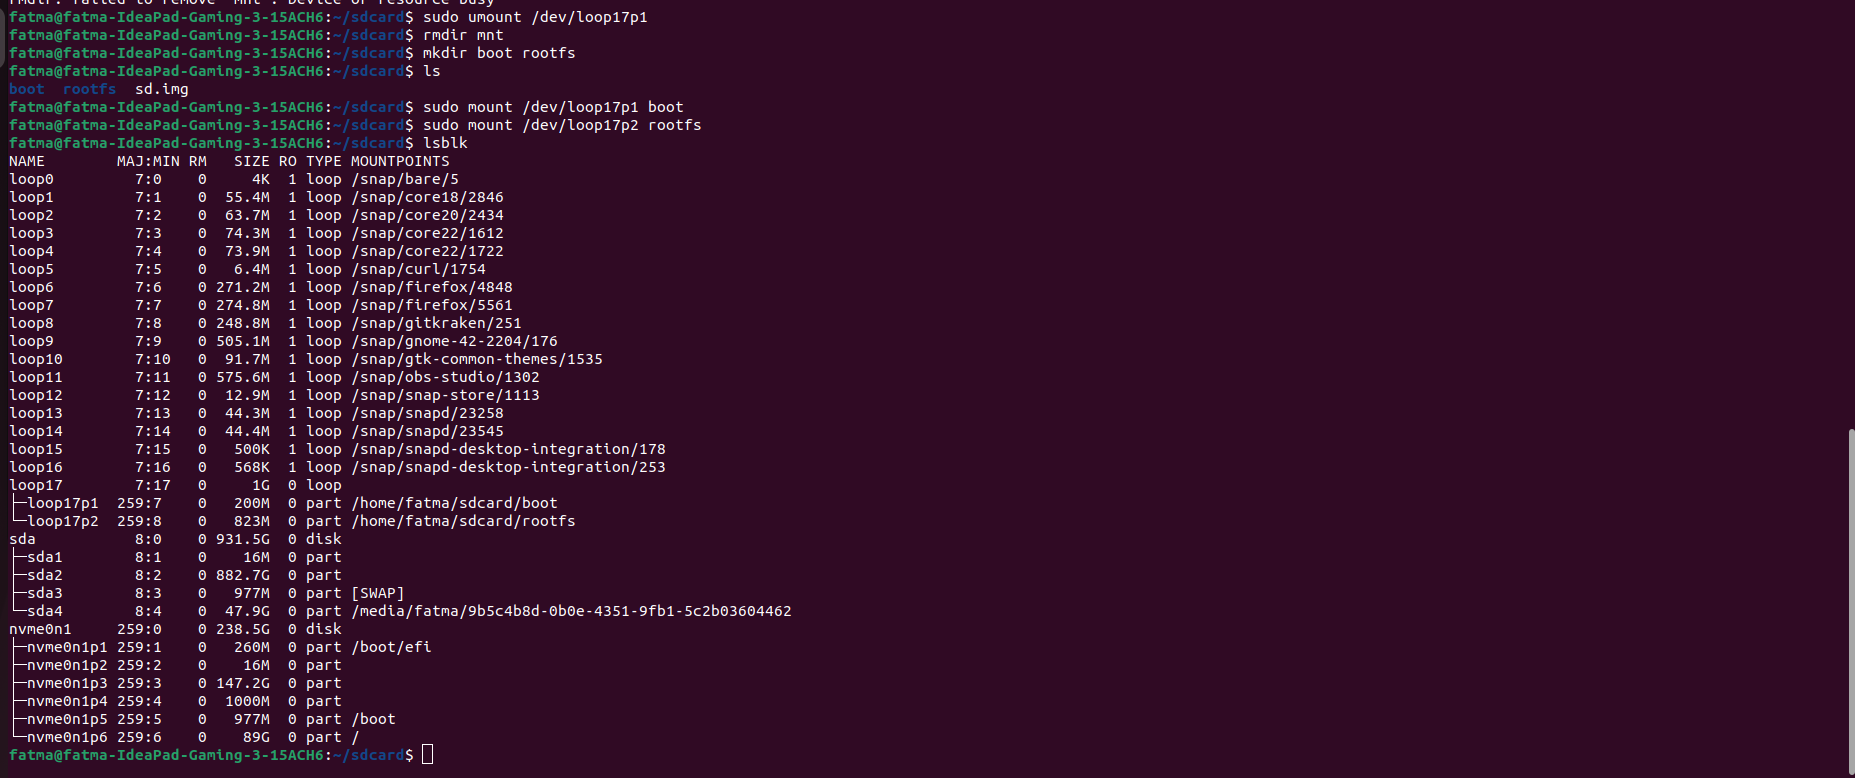 rmdir: failed to remove 'mnt': Device or resource busy
fatma@fatma-IdeaPad-Gaming-3-15ACH6:~/sdcard$ sudo umount /dev/loop17p1
fatma@fatma-IdeaPad-Gaming-3-15ACH6:~/sdcard$ rmdir mnt
fatma@fatma-IdeaPad-Gaming-3-15ACH6:~/sdcard$ mkdir boot rootfs
fatma@fatma-IdeaPad-Gaming-3-15ACH6:~/sdcard$ ls
boot  rootfs  sd.img
fatma@fatma-IdeaPad-Gaming-3-15ACH6:~/sdcard$ sudo mount /dev/loop17p1 boot
fatma@fatma-IdeaPad-Gaming-3-15ACH6:~/sdcard$ sudo mount /dev/loop17p2 rootfs
fatma@fatma-IdeaPad-Gaming-3-15ACH6:~/sdcard$ lsblk
NAME        MAJ:MIN RM   SIZE RO TYPE MOUNTPOINTS
loop0         7:0    0     4K  1 loop /snap/bare/5
loop1         7:1    0  55.4M  1 loop /snap/core18/2846
loop2         7:2    0  63.7M  1 loop /snap/core20/2434
loop3         7:3    0  74.3M  1 loop /snap/core22/1612
loop4         7:4    0  73.9M  1 loop /snap/core22/1722
loop5         7:5    0   6.4M  1 loop /snap/curl/1754
loop6         7:6    0 271.2M  1 loop /snap/firefox/4848
loop7         7:7    0 274.8M  1 loop /snap/firefox/5561
loop8         7:8    0 248.8M  1 loop /snap/gitkraken/251
loop9         7:9    0 505.1M  1 loop /snap/gnome-42-2204/176
loop10        7:10   0  91.7M  1 loop /snap/gtk-common-themes/1535
loop11        7:11   0 575.6M  1 loop /snap/obs-studio/1302
loop12        7:12   0  12.9M  1 loop /snap/snap-store/1113
loop13        7:13   0  44.3M  1 loop /snap/snapd/23258
loop14        7:14   0  44.4M  1 loop /snap/snapd/23545
loop15        7:15   0   500K  1 loop /snap/snapd-desktop-integration/178
loop16        7:16   0   568K  1 loop /snap/snapd-desktop-integration/253
loop17        7:17   0     1G  0 loop
├─loop17p1  259:7    0   200M  0 part /home/fatma/sdcard/boot
└─loop17p2  259:8    0   823M  0 part /home/fatma/sdcard/rootfs
sda           8:0    0 931.5G  0 disk
├─sda1        8:1    0    16M  0 part
├─sda2        8:2    0 882.7G  0 part
├─sda3        8:3    0   977M  0 part [SWAP]
└─sda4        8:4    0  47.9G  0 part /media/fatma/9b5c4b8d-0b0e-4351-9fb1-5c2b03604462
nvme0n1     259:0    0 238.5G  0 disk
├─nvme0n1p1 259:1    0   260M  0 part /boot/efi
├─nvme0n1p2 259:2    0    16M  0 part
├─nvme0n1p3 259:3    0 147.2G  0 part
├─nvme0n1p4 259:4    0  1000M  0 part
├─nvme0n1p5 259:5    0   977M  0 part /boot
└─nvme0n1p6 259:6    0    89G  0 part /
fatma@fatma-IdeaPad-Gaming-3-15ACH6:~/sdcard$